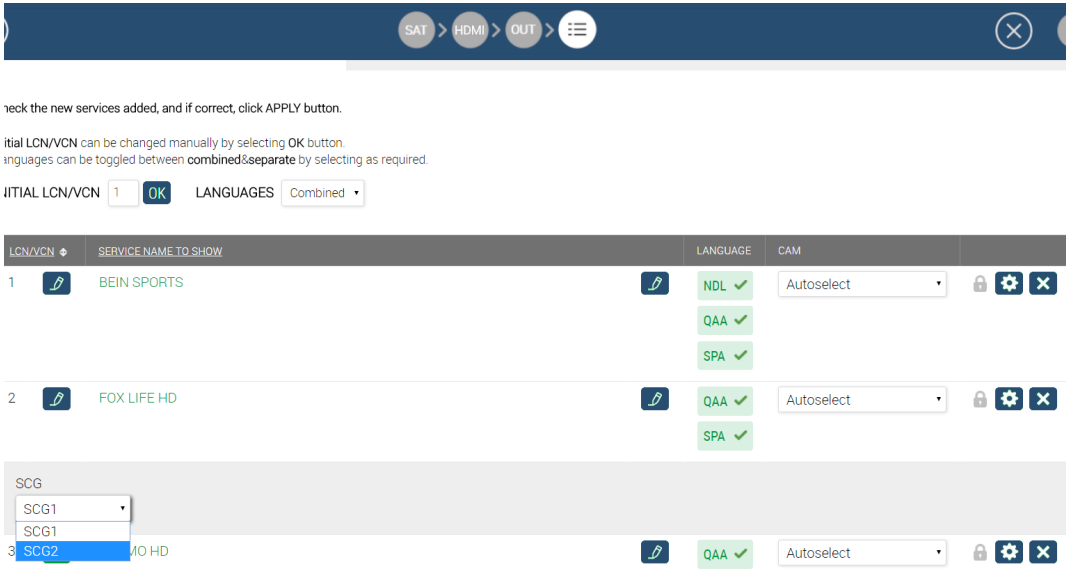 SAT > HDMI > OUT >
heck the new services added, and if correct, click APPLY button.
itial LCN/VCN can be changed manually by selecting OK button.
anguages can be toggled between combined&separate by selecting as required.
NITIAL LCN/VCN 1 OK LANGUAGES Combined
LCN/VCN SERVICE NAME TO SHOW LANGUAGE CAM
1 BEIN SPORTS NDL Autoselect
QAA
SPA
2 FOX LIFE HD QAA Autoselect
SPA
SCG
SCG1
SCG1
SCG2
3 MO HD QAA Autoselect